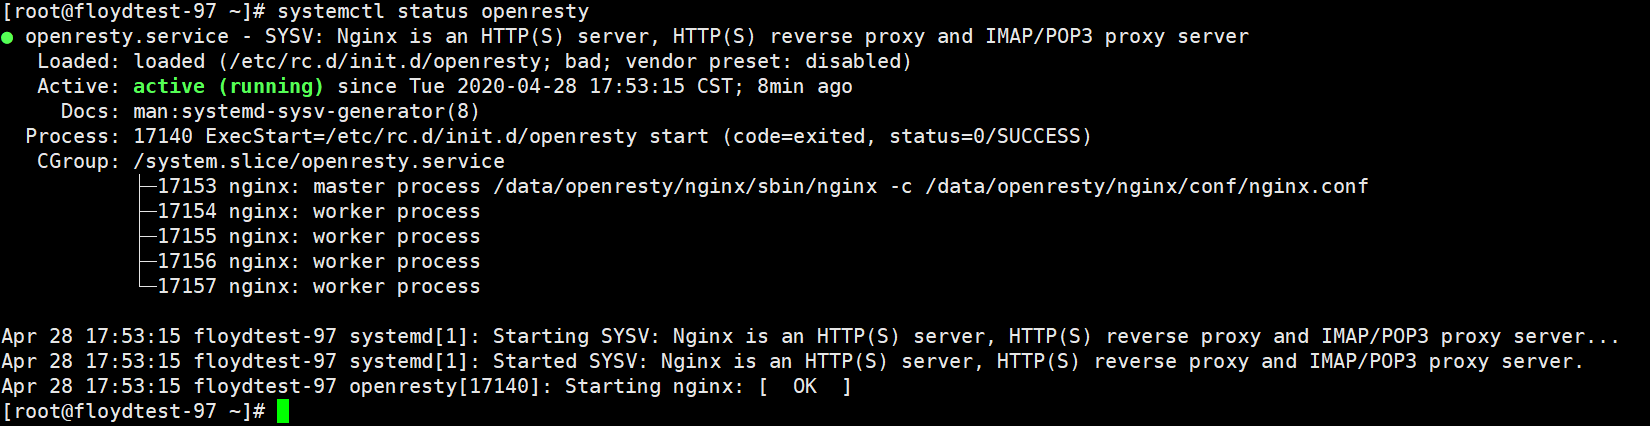 [root@floydtest-97 ~]# systemctl status openresty
● openresty.service - SYSV: Nginx is an HTTP(S) server, HTTP(S) reverse proxy and IMAP/POP3 proxy server
   Loaded: loaded (/etc/rc.d/init.d/openresty; bad; vendor preset: disabled)
   Active: active (running) since Tue 2020-04-28 17:53:15 CST; 8min ago
     Docs: man:systemd-sysv-generator(8)
  Process: 17140 ExecStart=/etc/rc.d/init.d/openresty start (code=exited, status=0/SUCCESS)
   CGroup: /system.slice/openresty.service
           ├─17153 nginx: master process /data/openresty/nginx/sbin/nginx -c /data/openresty/nginx/conf/nginx.conf
           ├─17154 nginx: worker process
           ├─17155 nginx: worker process
           ├─17156 nginx: worker process
           └─17157 nginx: worker process

Apr 28 17:53:15 floydtest-97 systemd[1]: Starting SYSV: Nginx is an HTTP(S) server, HTTP(S) reverse proxy and IMAP/POP3 proxy server...
Apr 28 17:53:15 floydtest-97 systemd[1]: Started SYSV: Nginx is an HTTP(S) server, HTTP(S) reverse proxy and IMAP/POP3 proxy server.
Apr 28 17:53:15 floydtest-97 openresty[17140]: Starting nginx: [  OK  ]
[root@floydtest-97 ~]#